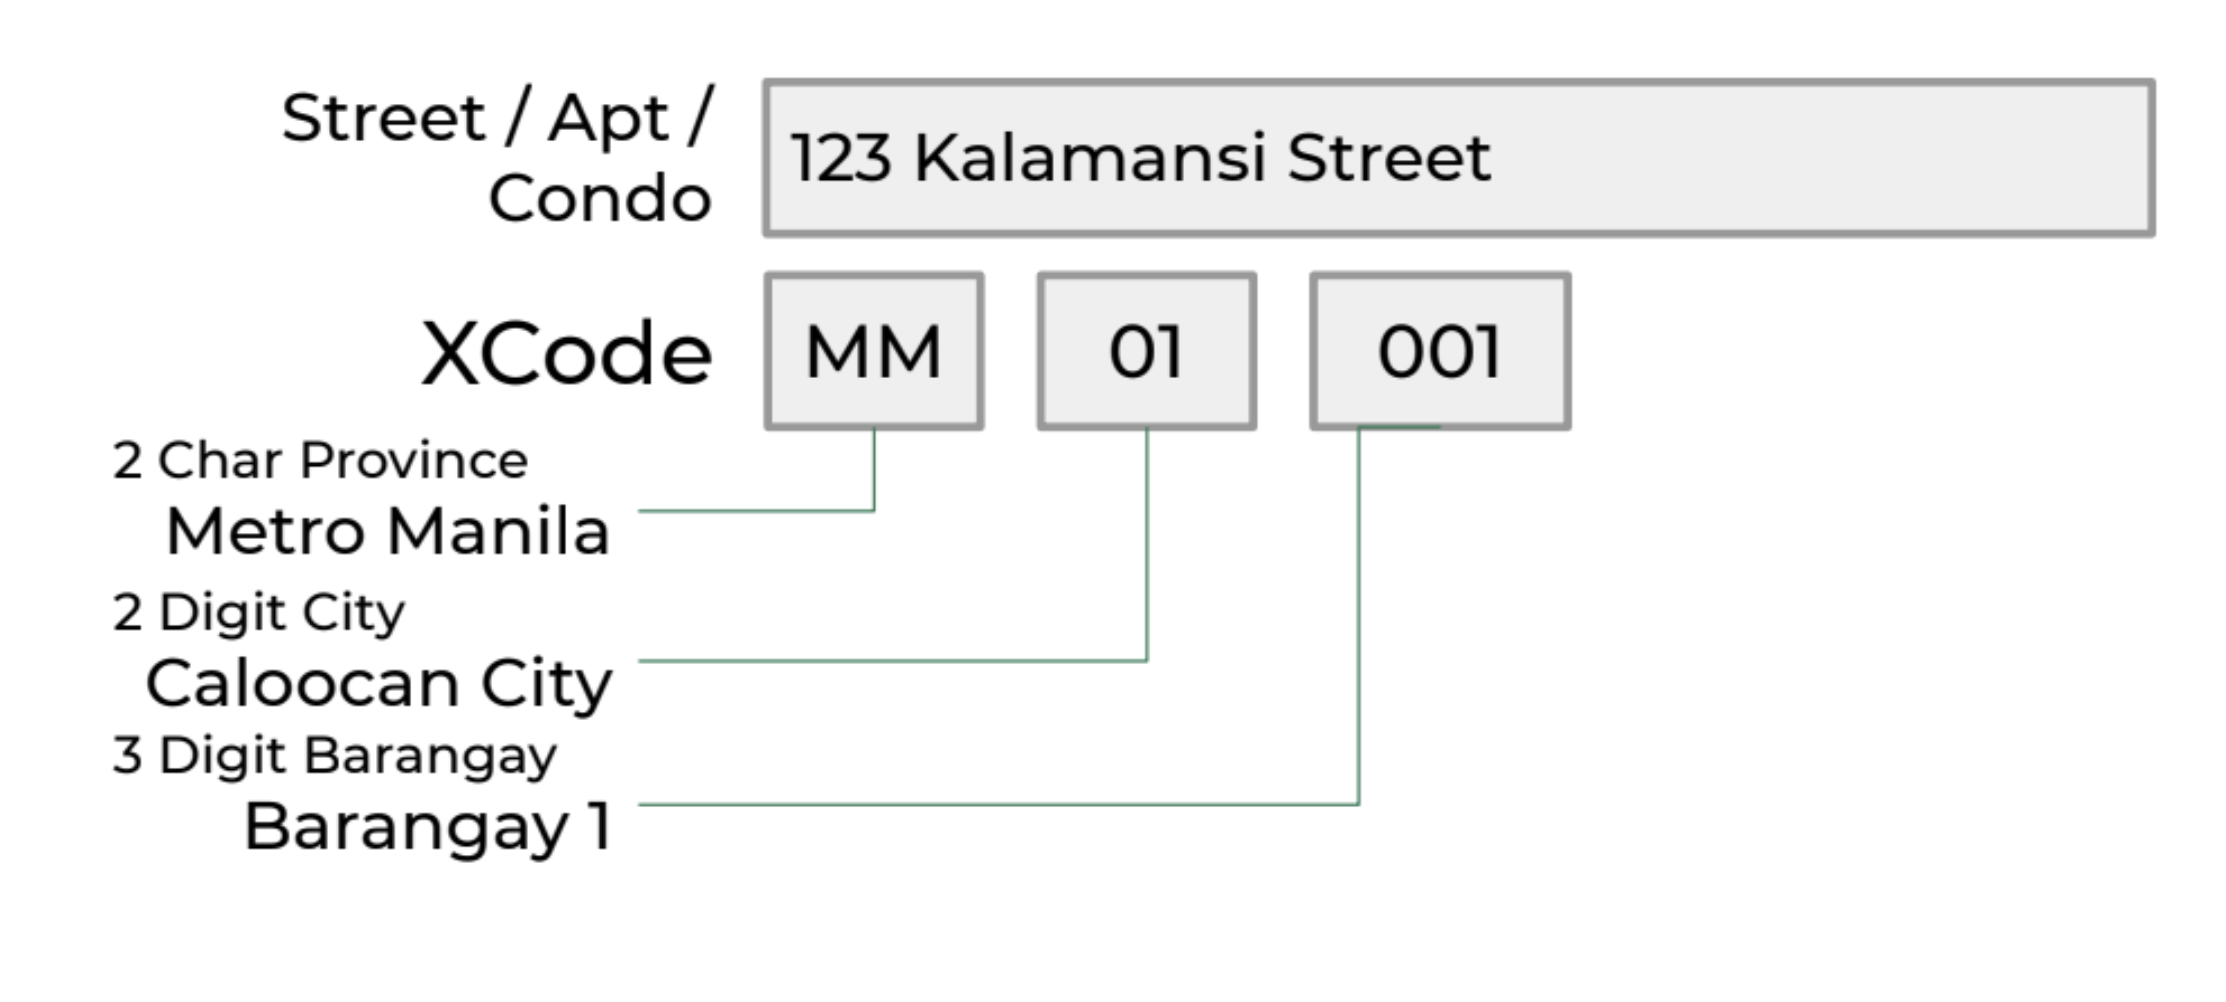 Street / Apt /
Condo
123 Kalamansi Street
XCode
MM
01
001
2 Char Province
Metro Manila
2 Digit City
Caloocan City
3 Digit Barangay
Barangay 1